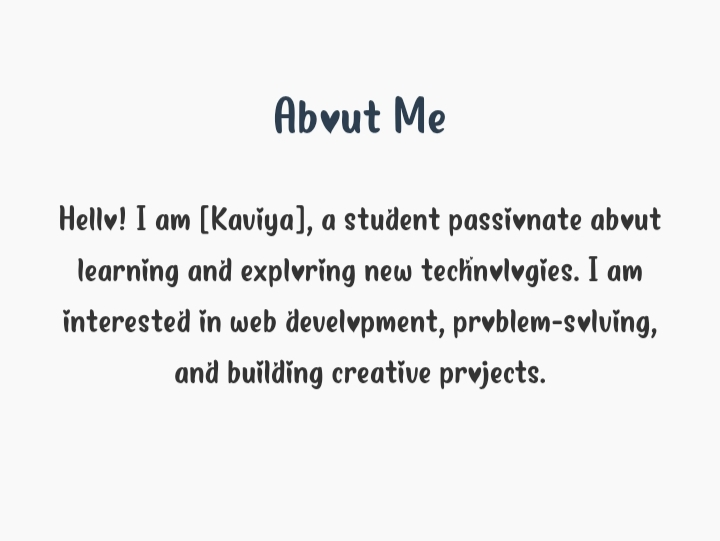 About Me
Hello! I am [Kaviya], a student passionate about
learning and exploring new technologies. I am
interested in web development, problem-solving,
and building creative projects.